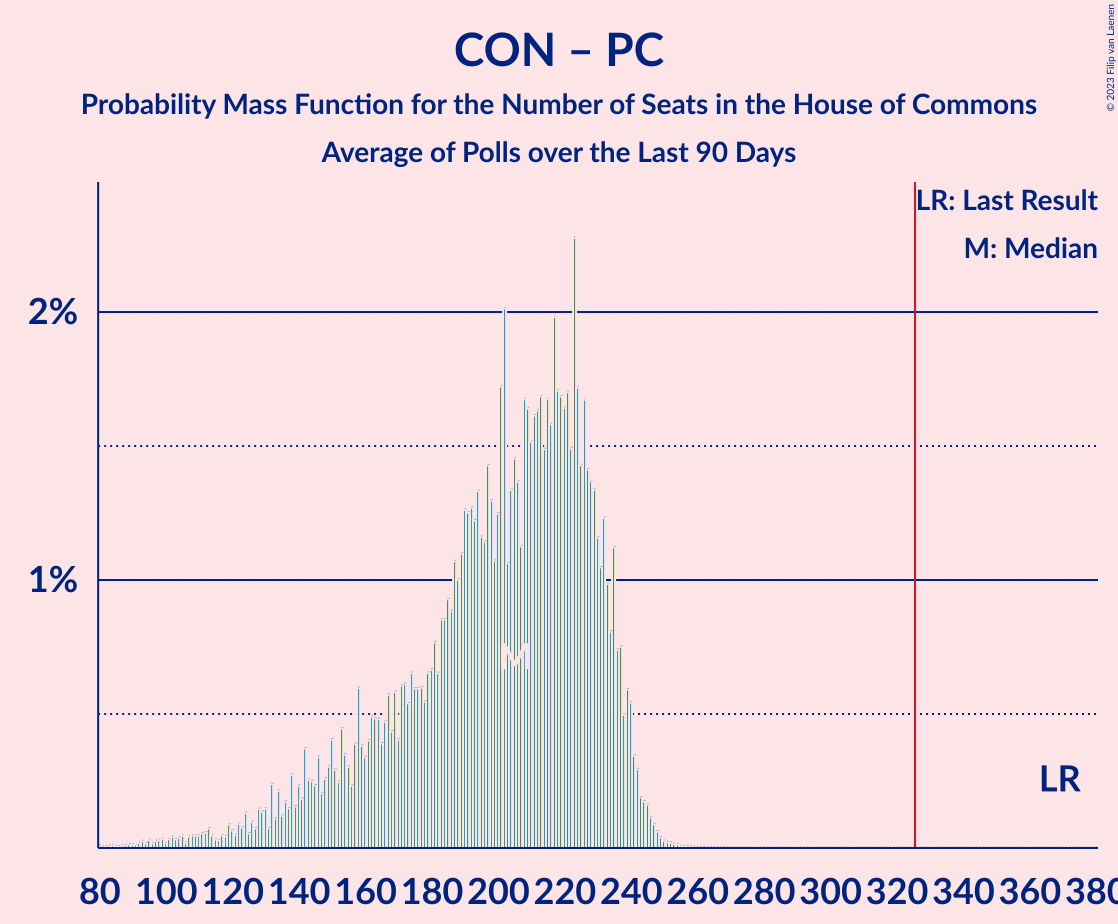 CON – PC
Probability Mass Function for the Number of Seats in the House of Commons
Average of Polls over the Last 90 Days
© 2023 Filip van Laenen
LR: Last Result
M: Median
2%
1%
M
LR
80 100 120 140 160 180 200 220 240 260 280 300 320 340 360 380